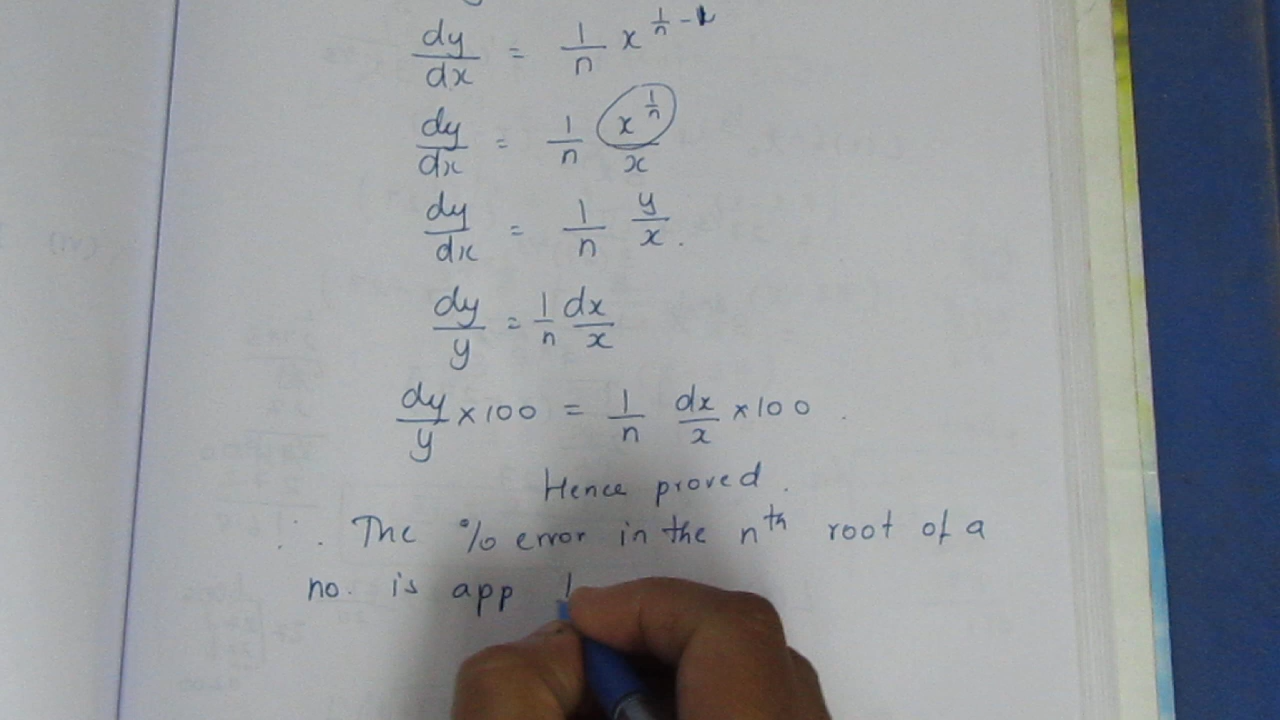 dy/dx = 1/n x^(1/n - 1)
dy/dx = 1/n x^(1/n)/x
dy/dx = 1/n y/x.
dy/y = 1/n dx/x
dy/y × 100 = 1/n dx/x × 100.
Hence proved.
∴ The % error in the nth root of a
no. is app 1